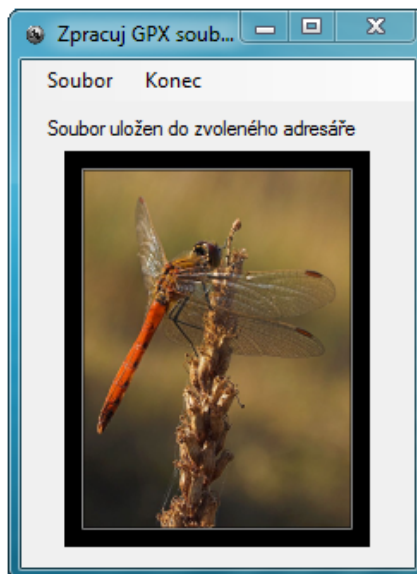 Zpracuj GPX soub...
Soubor Konec
Soubor uložen do zvoleného adresáře